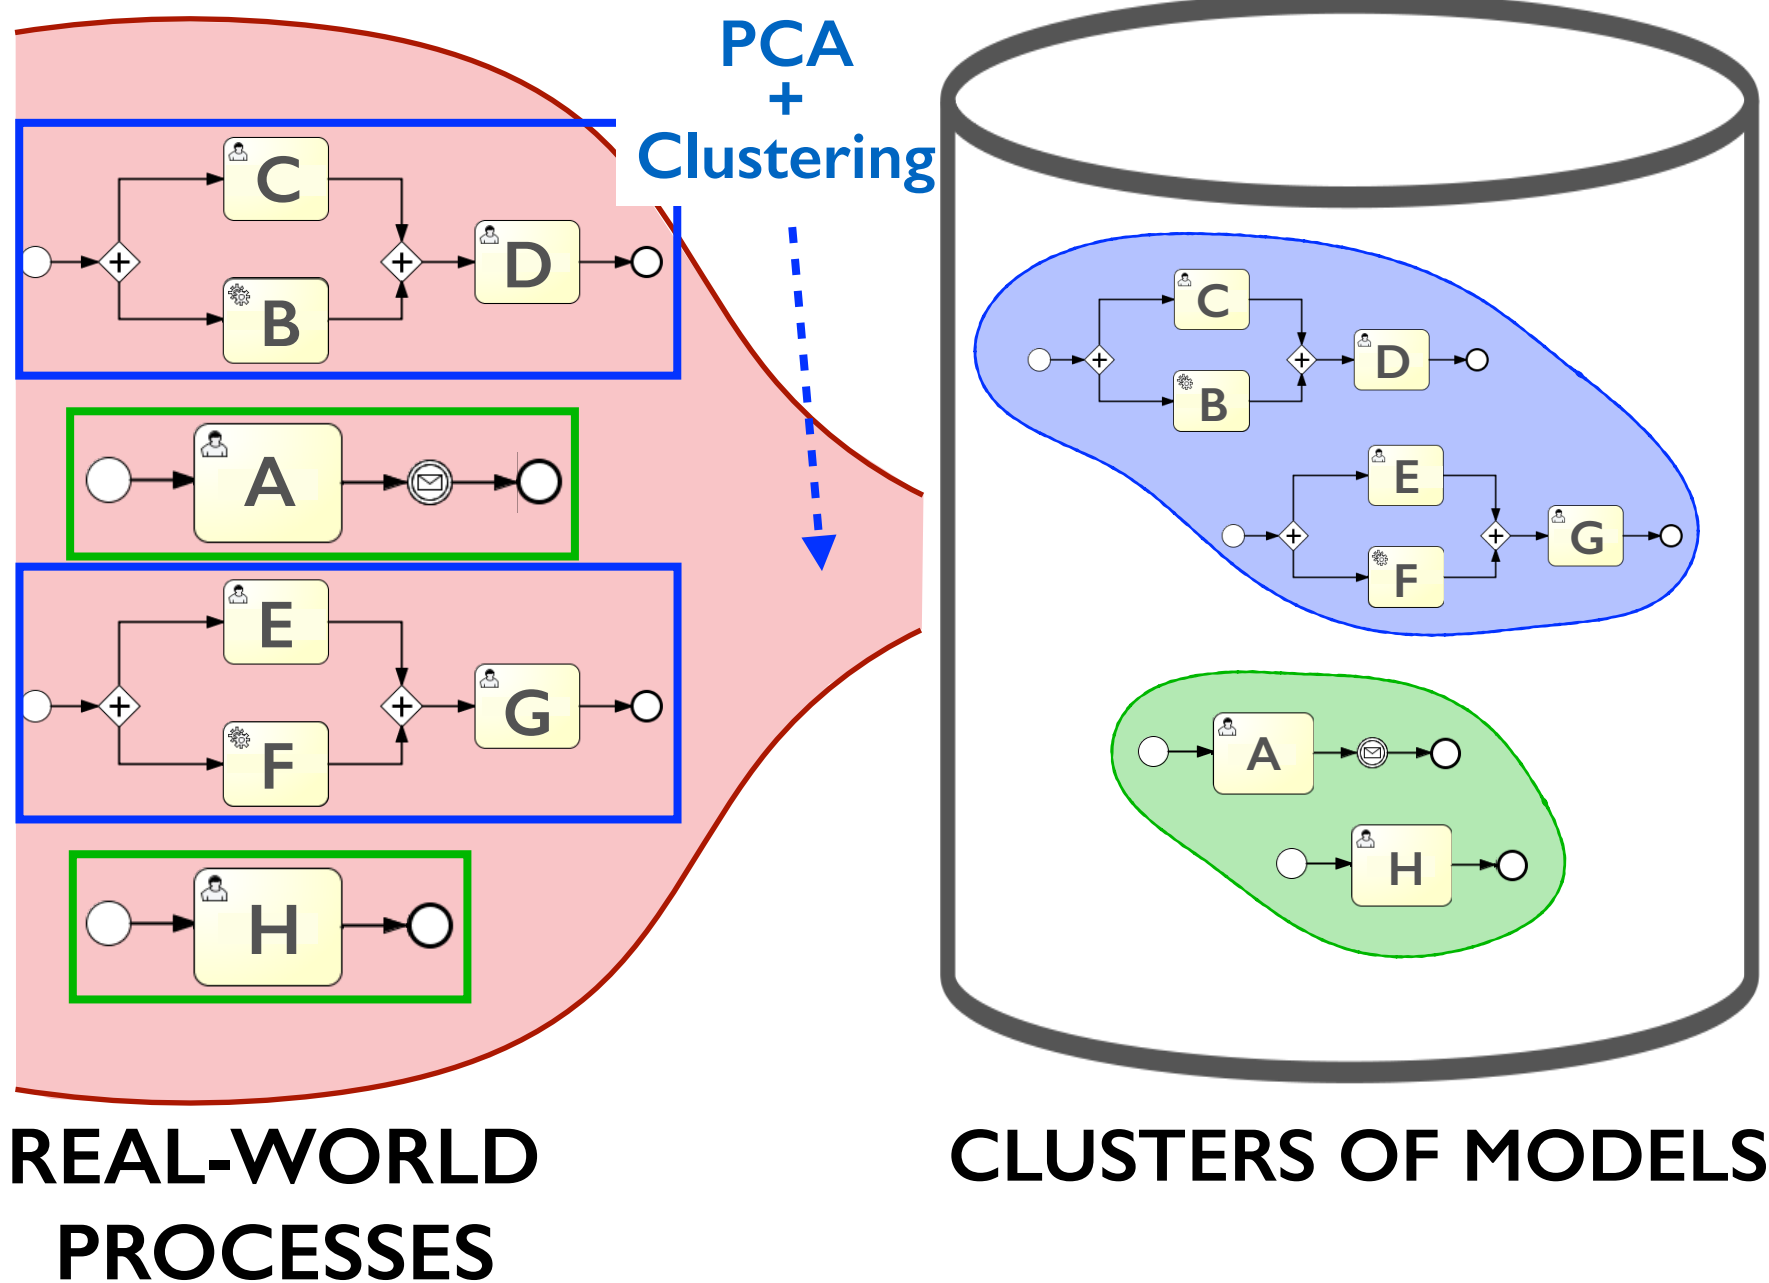 PCA
+
Clustering
C
B
D
A
E
F
G
H
C
B
D
E
F
G
A
H
REAL-WORLD
PROCESSES
CLUSTERS OF MODELS